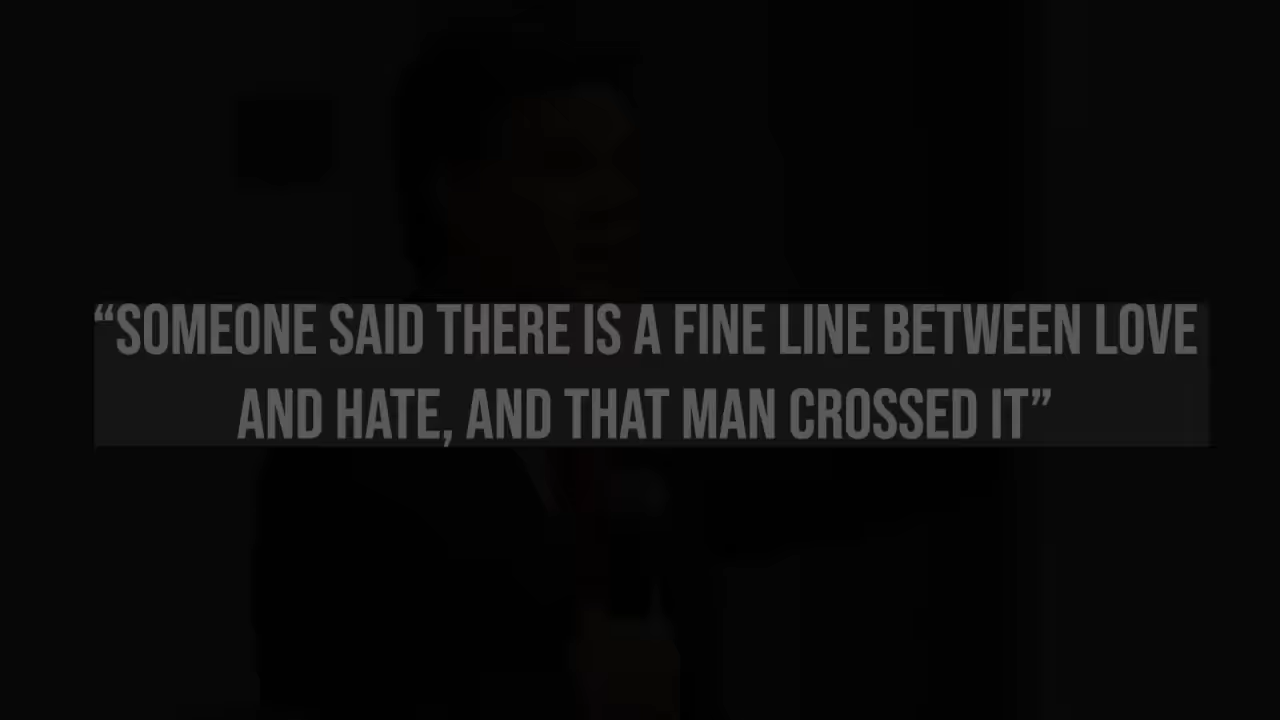 “SOMEONE SAID THERE IS A FINE LINE BETWEEN LOVE
AND HATE, AND THAT MAN CROSSED IT”